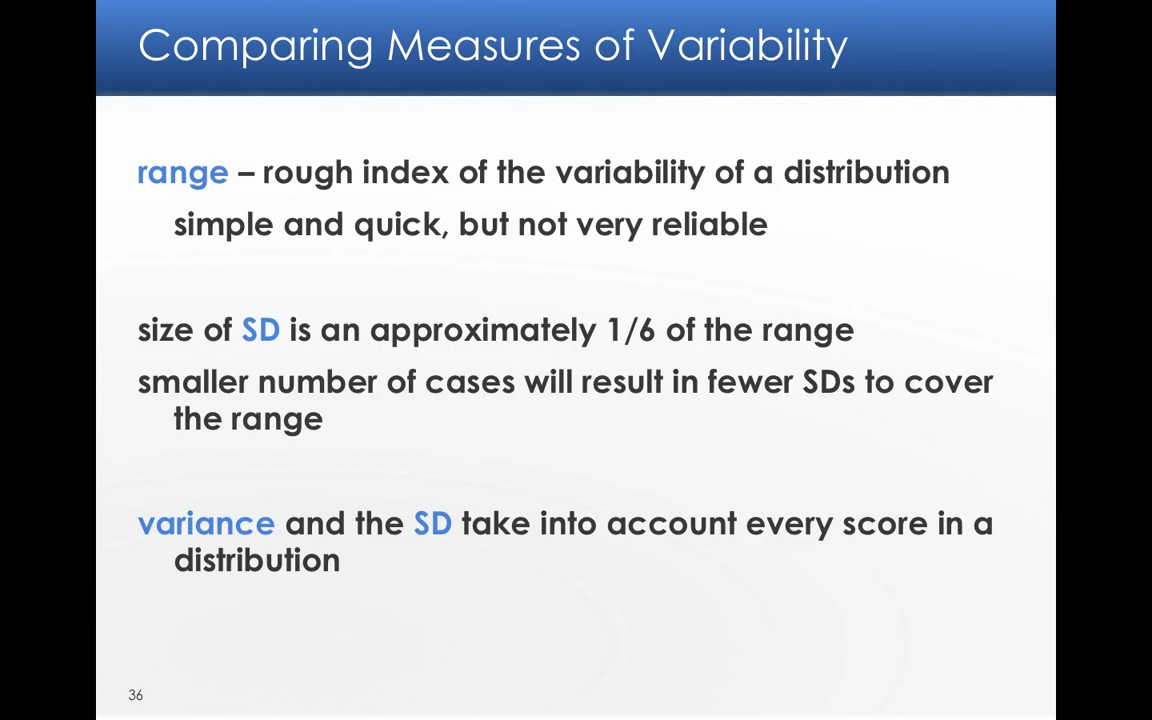 Comparing Measures of Variability
range – rough index of the variability of a distribution
simple and quick, but not very reliable
size of SD is an approximately 1/6 of the range
smaller number of cases will result in fewer SDs to cover
the range
variance and the SD take into account every score in a
distribution
36